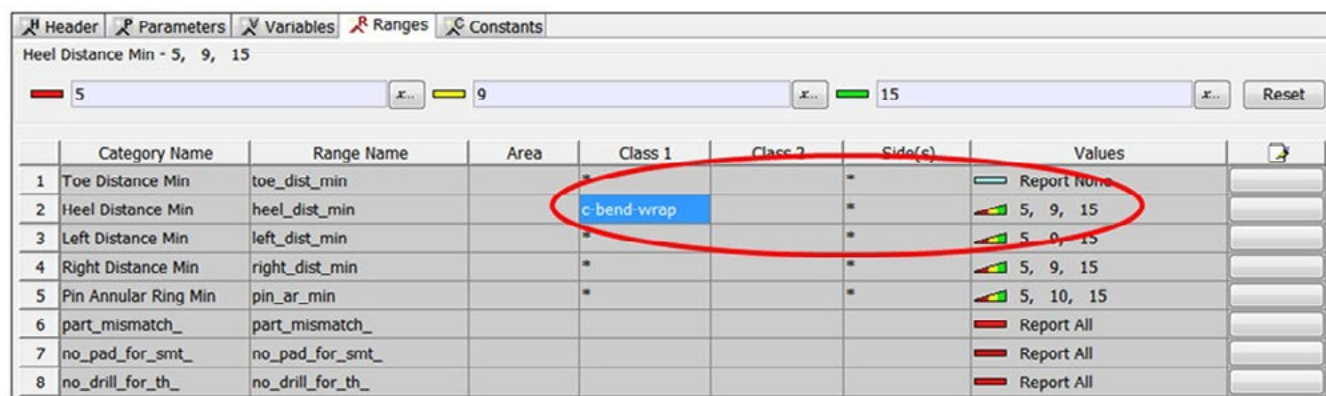 Header Parameters Variables Ranges Constants
Heel Distance Min - 5, 9, 15
5 x.. 9 x.. 15 x.. Reset
Category Name Range Name Area Class 1 Class 2 Side(s) Values
1 Toe Distance Min toe_dist_min * * Report None
2 Heel Distance Min heel_dist_min c-bend-wrap * 5, 9, 15
3 Left Distance Min left_dist_min * * 5, 9, 15
4 Right Distance Min right_dist_min * * 5, 9, 15
5 Pin Annular Ring Min pin_ar_min * * 5, 10, 15
6 part_mismatch_ part_mismatch_ Report All
7 no_pad_for_smt_ no_pad_for_smt_ Report All
8 no_drill_for_th_ no_drill_for_th_ Report All